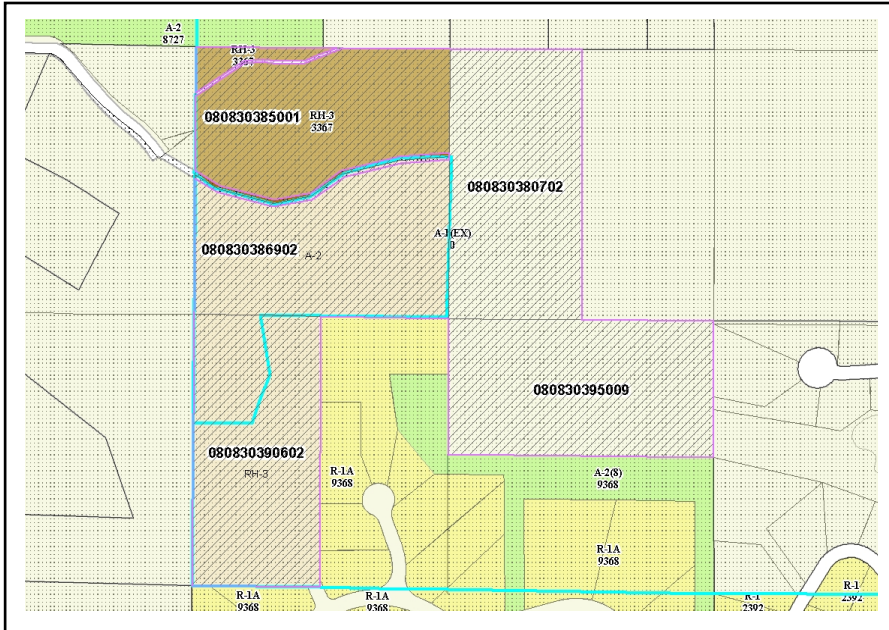 A-2
8727
RH-3
3367
080830385001
RH-3
3367
080830380702
A-1(EX)
0
080830386902
A-2
080830395009
080830390602
RH-3
R-1A
9368
A-2(8)
9368
R-1A
9368
R-1A
9368
R-1A
9368
R-1
2392
R-1
2392